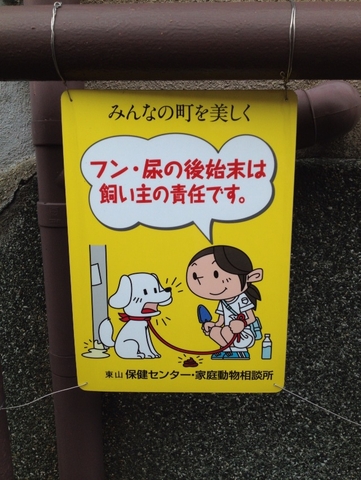 みんなの町を美しく
フン・尿の後始末は
飼い主の責任です。
東山 保健センター・家庭動物相談所